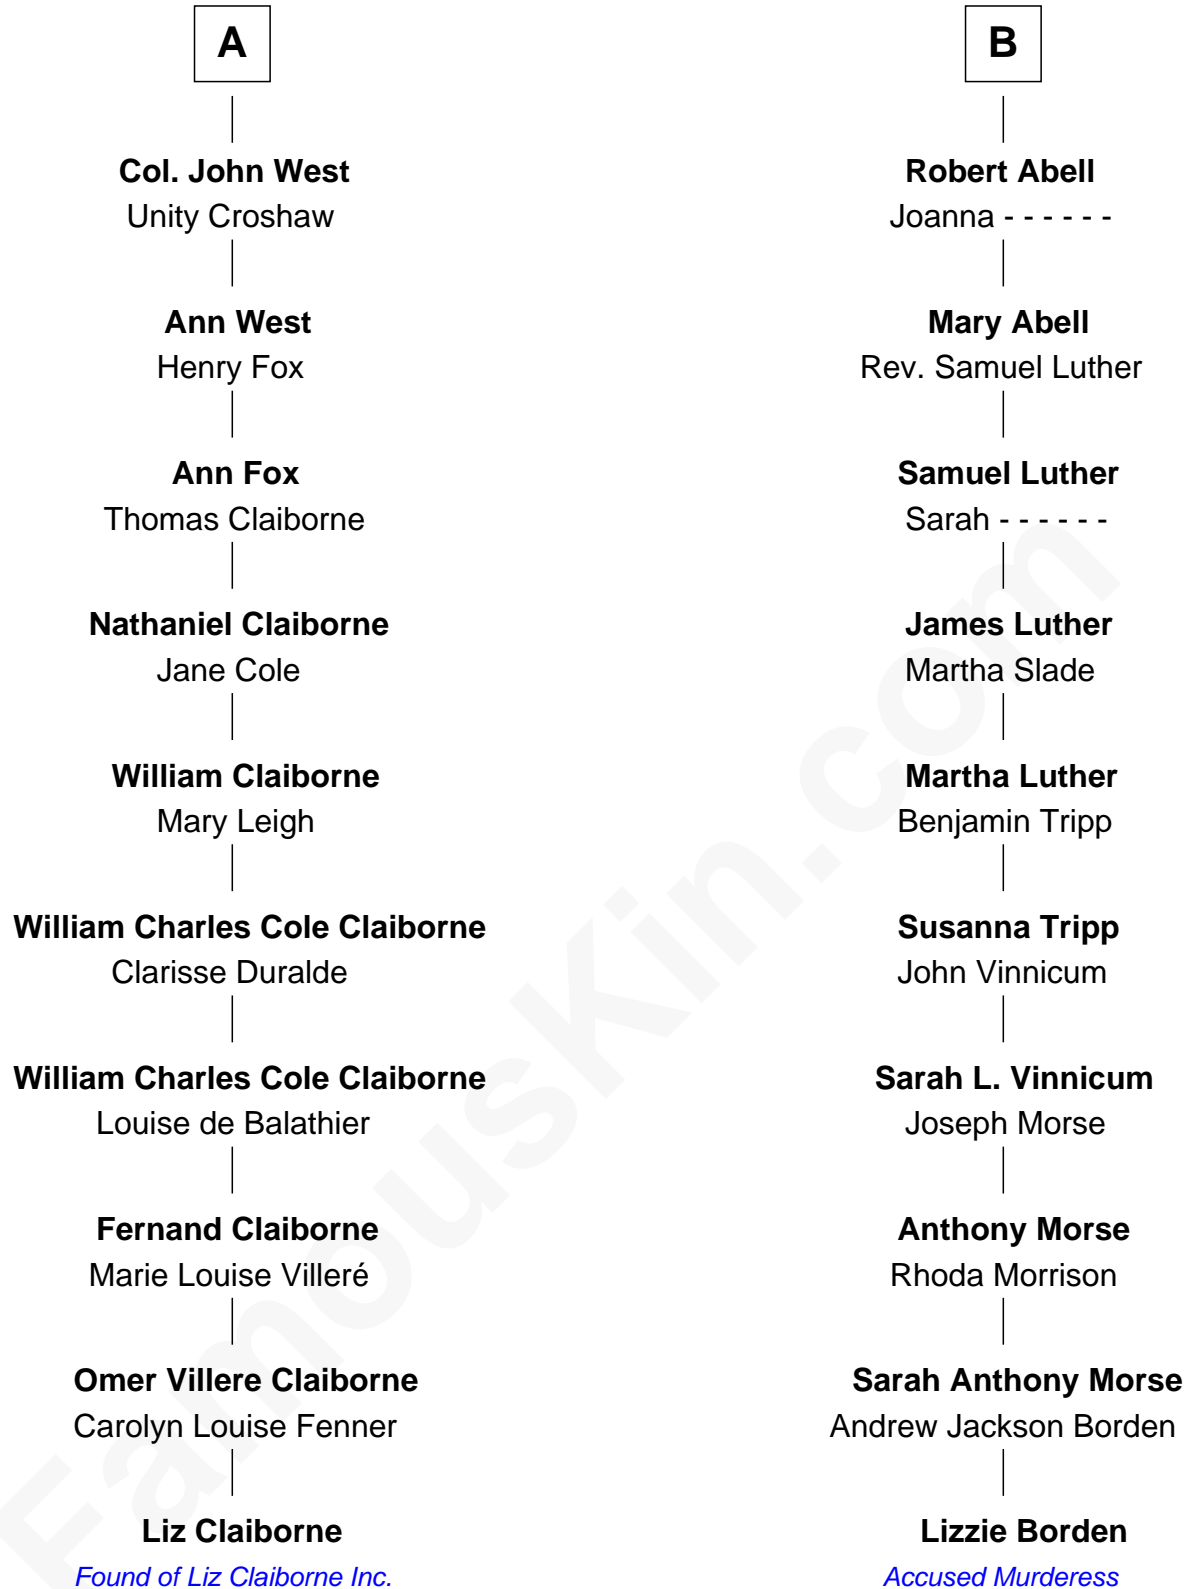 A
Col. John West
Unity Croshaw
Ann West
Henry Fox
Ann Fox
Thomas Claiborne
Nathaniel Claiborne
Jane Cole
William Claiborne
Mary Leigh
William Charles Cole Claiborne
Clarisse Duralde
William Charles Cole Claiborne
Louise de Balathier
Fernand Claiborne
Marie Louise Villeré
Omer Villere Claiborne
Carolyn Louise Fenner
Liz Claiborne
Found of Liz Claiborne Inc.
B
Robert Abell
Joanna - - - - - -
Mary Abell
Rev. Samuel Luther
Samuel Luther
Sarah - - - - - -
James Luther
Martha Slade
Martha Luther
Benjamin Tripp
Susanna Tripp
John Vinnicum
Sarah L. Vinnicum
Joseph Morse
Anthony Morse
Rhoda Morrison
Sarah Anthony Morse
Andrew Jackson Borden
Lizzie Borden
Accused Murderess
FamousKin.com